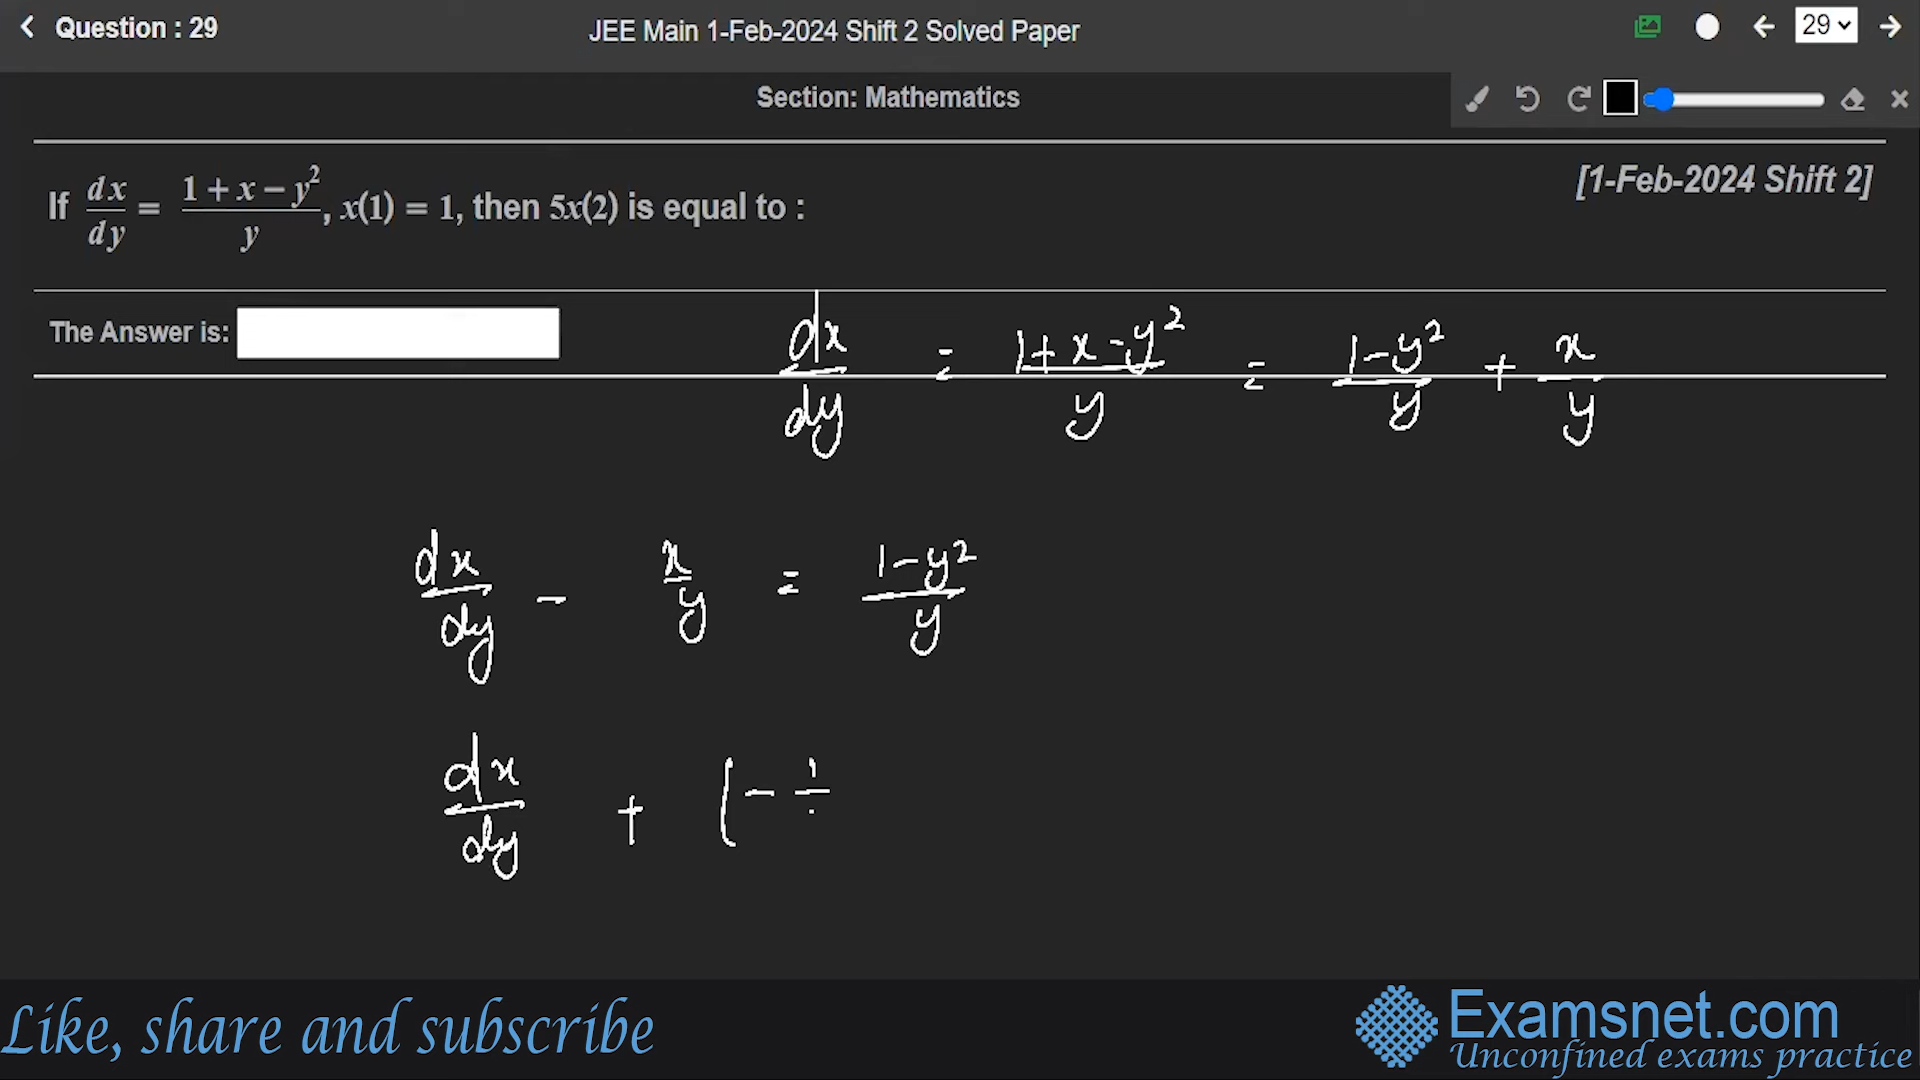 Question : 29
JEE Main 1-Feb-2024 Shift 2 Solved Paper
29
Section: Mathematics
If dx/dy = (1 + x − y²)/y, x(1) = 1, then 5x(2) is equal to :
[1-Feb-2024 Shift 2]
The Answer is:
dx/dy = (1 + x − y²)/y = (1 − y²)/y + x/y
dx/dy − x/y = (1 − y²)/y
dx/dy + (− 1/
Like, share and subscribe
Examsnet.com
Unconfined exams practice